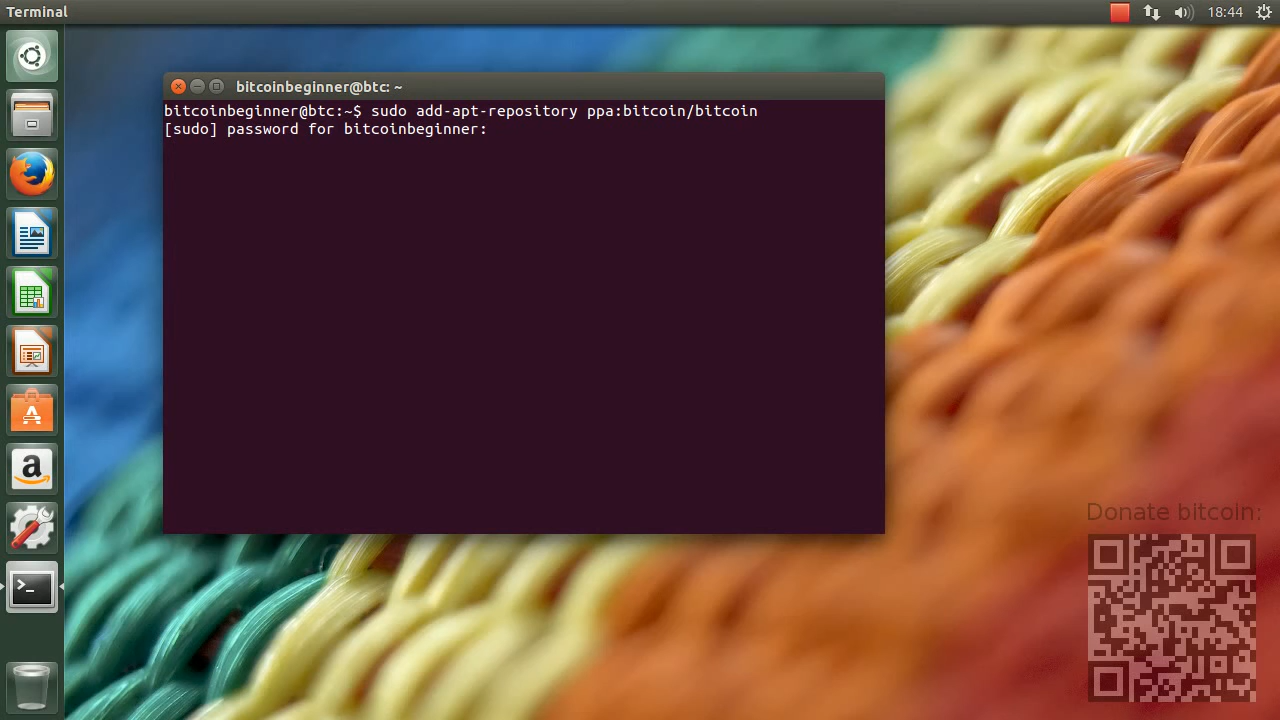 Terminal
18:44
bitcoinbeginner@btc: ~
bitcoinbeginner@btc:~$ sudo add-apt-repository ppa:bitcoin/bitcoin
[sudo] password for bitcoinbeginner:
Donate bitcoin: